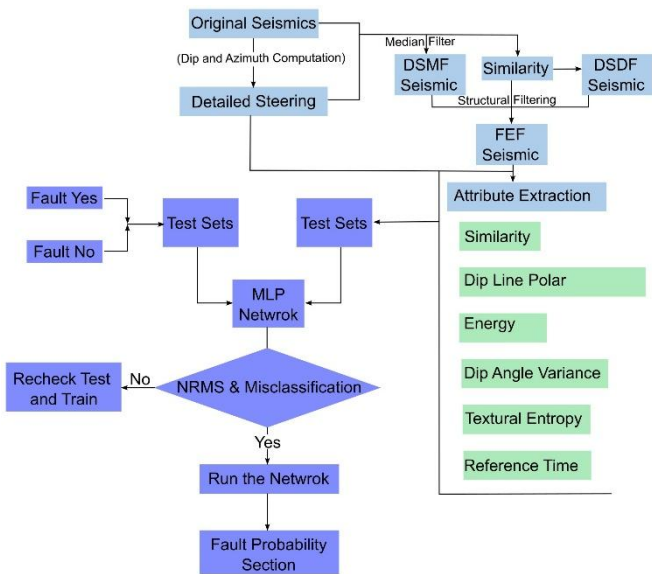 Original Seismics
(Dip and Azimuth Computation)
Detailed Steering
Median Filter
DSMF
Seismic
Similarity
DSDF
Seismic
Structural Filtering
FEF
Seismic
Attribute Extraction
Similarity
Dip Line Polar
Energy
Dip Angle Variance
Textural Entropy
Reference Time
Fault Yes
Fault No
Test Sets
Test Sets
MLP
Netwrok
NRMS & Misclassification
No
Recheck Test
and Train
Yes
Run the Netwrok
Fault Probability
Section